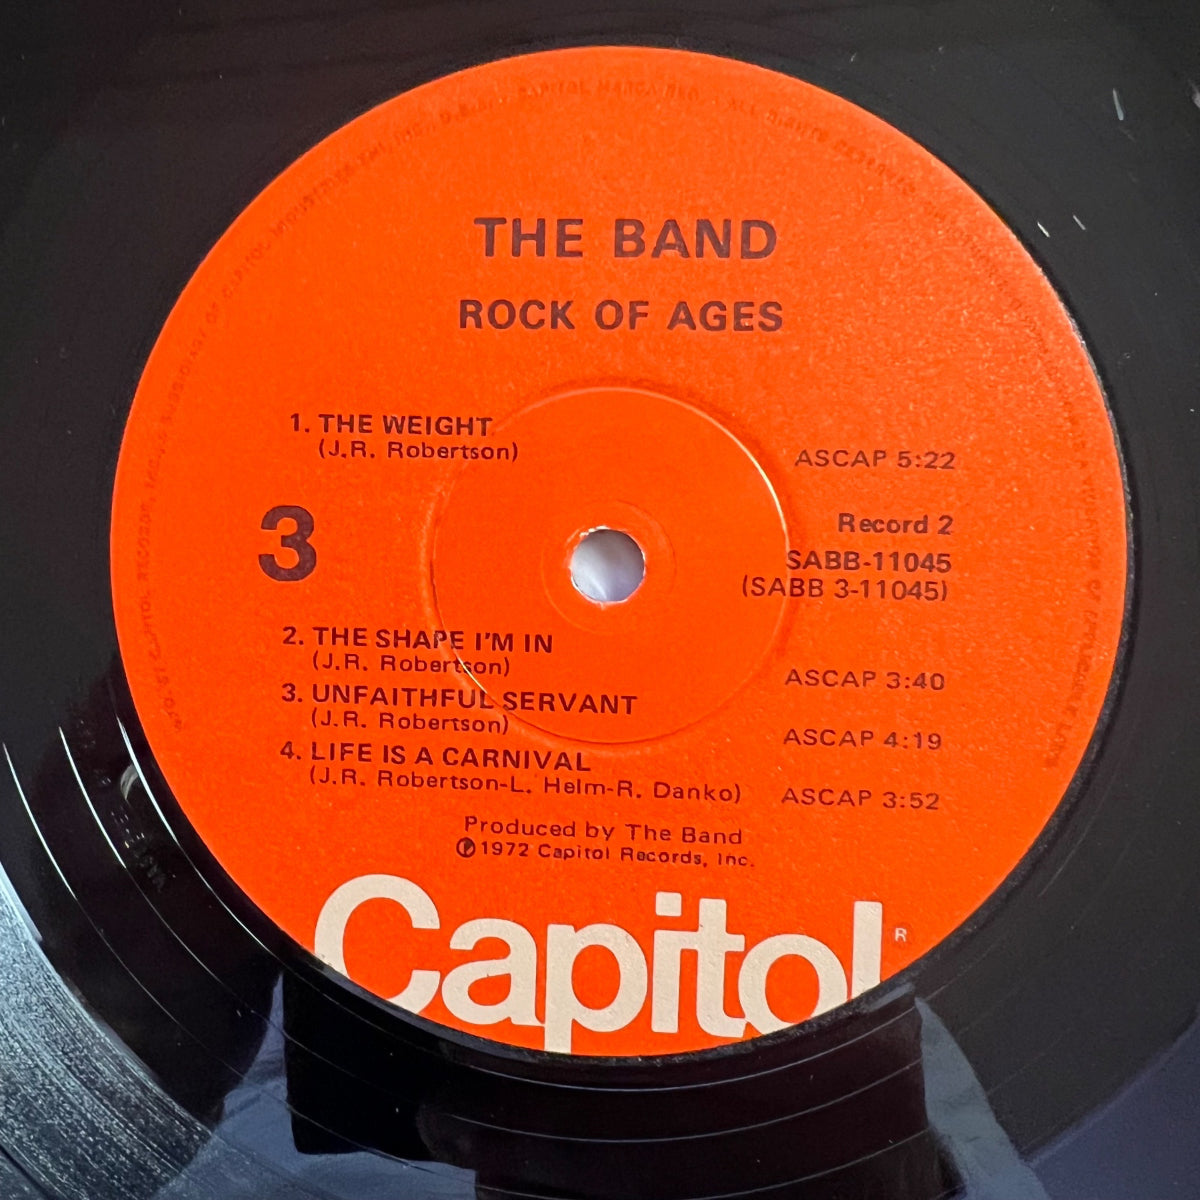 THE BAND
ROCK OF AGES
1. THE WEIGHT
(J.R. Robertson)
ASCAP 5:22
3
Record 2
SABB-11045
(SABB 3-11045)
2. THE SHAPE I'M IN
(J.R. Robertson)
ASCAP 3:40
3. UNFAITHFUL SERVANT
(J.R. Robertson)
ASCAP 4:19
4. LIFE IS A CARNIVAL
(J.R. Robertson-L. Helm-R. Danko)
ASCAP 3:52
Produced by The Band
Ⓟ1972 Capitol Records, Inc.
Capitol
R